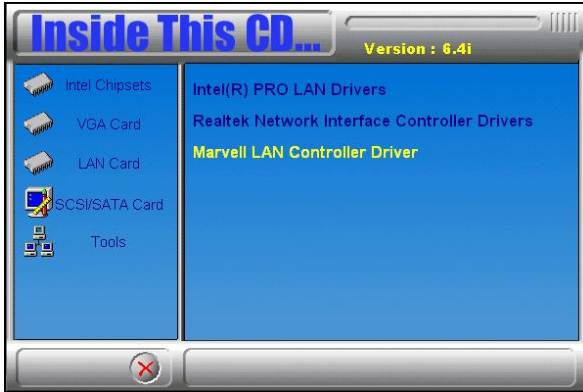 Inside This CD...
Version : 6.4i
Intel Chipsets
VGA Card
LAN Card
SCSI/SATA Card
Tools
Intel(R) PRO LAN Drivers
Realtek Network Interface Controller Drivers
Marvell LAN Controller Driver